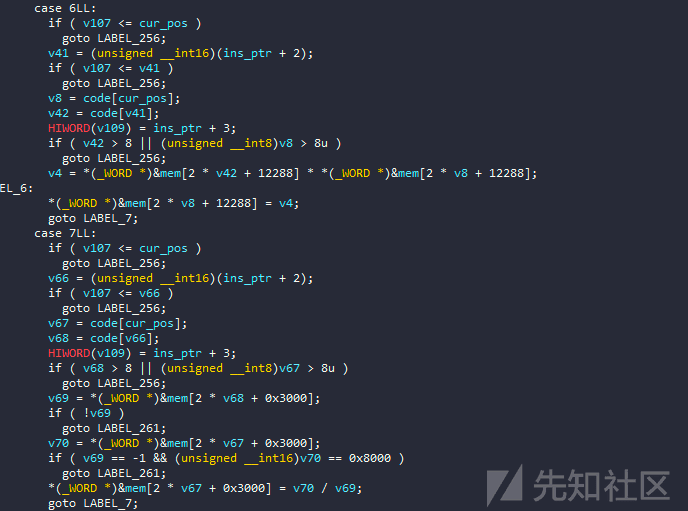 case 6LL:
if ( v107 <= cur_pos )
goto LABEL_256;
v41 = (unsigned __int16)(ins_ptr + 2);
if ( v107 <= v41 )
goto LABEL_256;
v8 = code[cur_pos];
v42 = code[v41];
HIWORD(v109) = ins_ptr + 3;
if ( v42 > 8 || (unsigned __int8)v8 > 8u )
goto LABEL_256;
v4 = *(_WORD *)&mem[2 * v42 + 12288] * *(_WORD *)&mem[2 * v8 + 12288];
EL_6:
*(_WORD *)&mem[2 * v8 + 12288] = v4;
goto LABEL_7;
case 7LL:
if ( v107 <= cur_pos )
goto LABEL_256;
v66 = (unsigned __int16)(ins_ptr + 2);
if ( v107 <= v66 )
goto LABEL_256;
v67 = code[cur_pos];
v68 = code[v66];
HIWORD(v109) = ins_ptr + 3;
if ( v68 > 8 || (unsigned __int8)v67 > 8u )
goto LABEL_256;
v69 = *(_WORD *)&mem[2 * v68 + 0x3000];
if ( !v69 )
goto LABEL_261;
v70 = *(_WORD *)&mem[2 * v67 + 0x3000];
if ( v69 == -1 && (unsigned __int16)v70 == 0x8000 )
goto LABEL_261;
*(_WORD *)&mem[2 * v67 + 0x3000] = v70 / v69;
goto LABEL_7;
先知社区